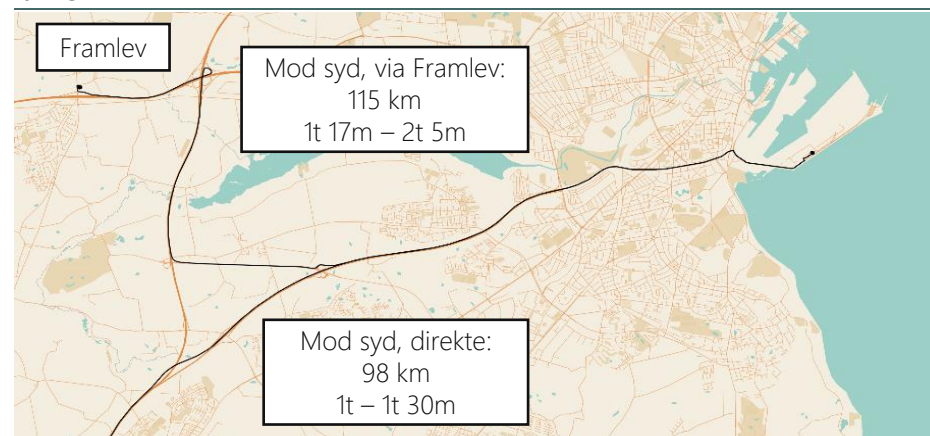 Framlev
Mod syd, via Framlev:
115 km
1t 17m – 2t 5m
Mod syd, direkte:
98 km
1t – 1t 30m